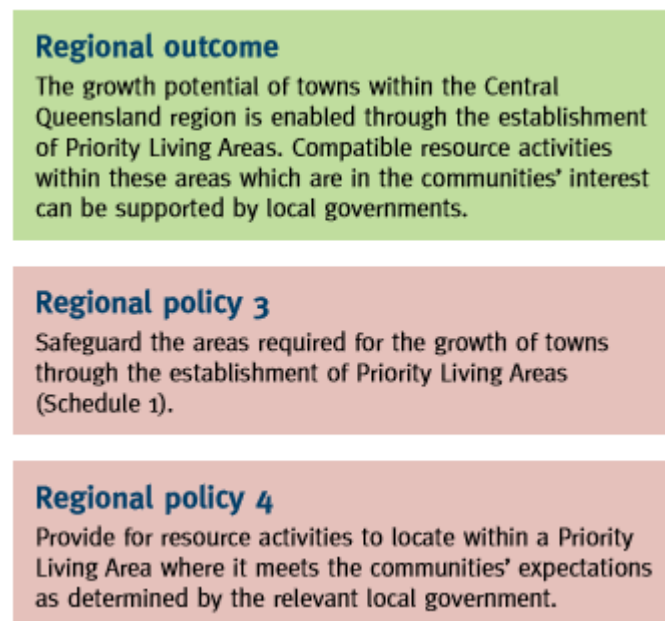 Regional outcome
The growth potential of towns within the Central
Queensland region is enabled through the establishment
of Priority Living Areas. Compatible resource activities
within these areas which are in the communities’ interest
can be supported by local governments.
Regional policy 3
Safeguard the areas required for the growth of towns
through the establishment of Priority Living Areas
(Schedule 1).
Regional policy 4
Provide for resource activities to locate within a Priority
Living Area where it meets the communities’ expectations
as determined by the relevant local government.